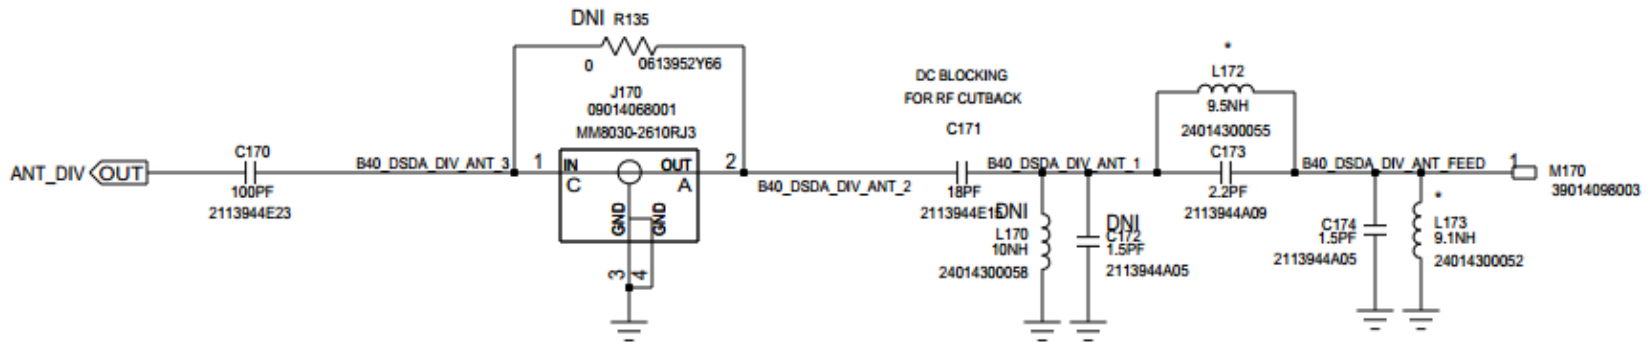 DNI R135
0 0613952Y66
J170
09014068001
MM8030-2610RJ3
ANT_DIV OUT
C170
100PF
2113944E23
B40_DSDA_DIV_ANT_3
1 IN OUT 2
C A
GND GND
3 4
B40_DSDA_DIV_ANT_2
DC BLOCKING
FOR RF CUTBACK
C171
18PF
2113944E15
B40_DSDA_DIV_ANT_1
DNI
L170
10NH
24014300058
DNI
C172
1.5PF
2113944A05
*
L172
9.5NH
24014300055
C173
2.2PF
2113944A09
B40_DSDA_DIV_ANT_FEED
1
M170
39014098003
C174
1.5PF
2113944A05
*
L173
9.1NH
24014300052